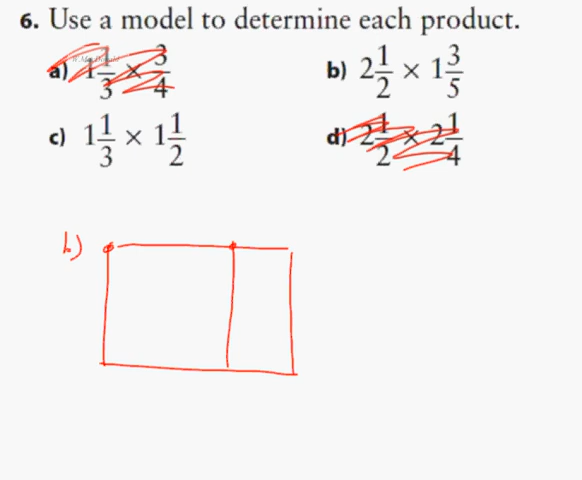 6. Use a model to determine each product.
a) 1 1/3 × 3/4 b) 2 1/2 × 1 3/5
c) 1 1/3 × 1 1/2 d) 2 1/2 × 2 1/4
b)